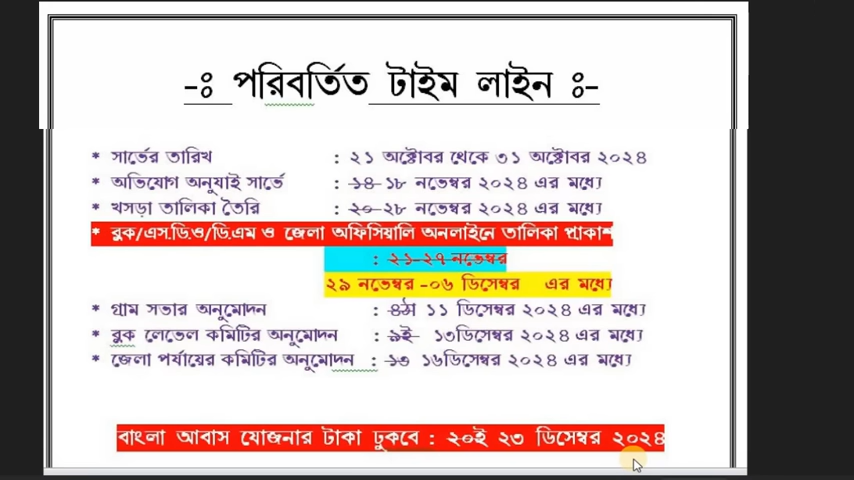 -ঃ পরিবর্তিত টাইম লাইন ঃ-
* সার্ভের তারিখ : ২১ অক্টোবর থেকে ৩১ অক্টোবর ২০২৪
* অভিযোগ অনুযাই সার্ভে : ১৪ ১৮ নভেম্বর ২০২৪ এর মধ্যে
* খসড়া তালিকা তৈরি : ২০ ২৮ নভেম্বর ২০২৪ এর মধ্যে
* ব্লুক/এস.ডি.ও/ডি.এম ও জেলা অফিসিয়ালি অনলাইনে তালিকা প্রাকাশ
: ২১-২৭ নভেম্বর
২৯ নভেম্বর -০৬ ডিসেম্বর এর মধ্যে
* গ্রাম সভার অনুমোদন : ৪ঠা ১১ ডিসেম্বর ২০২৪ এর মধ্যে
* ব্লুক লেভেল কমিটির অনুমোদন : ৯ই ১৩ডিসেম্বর ২০২৪ এর মধ্যে
* জেলা পর্যায়ের কমিটির অনুমোদন : ১৩ ১৬ডিসেম্বর ২০২৪ এর মধ্যে
বাংলা আবাস যোজনার টাকা ঢুকবে : ২০ই ২৩ ডিসেম্বর ২০২৪